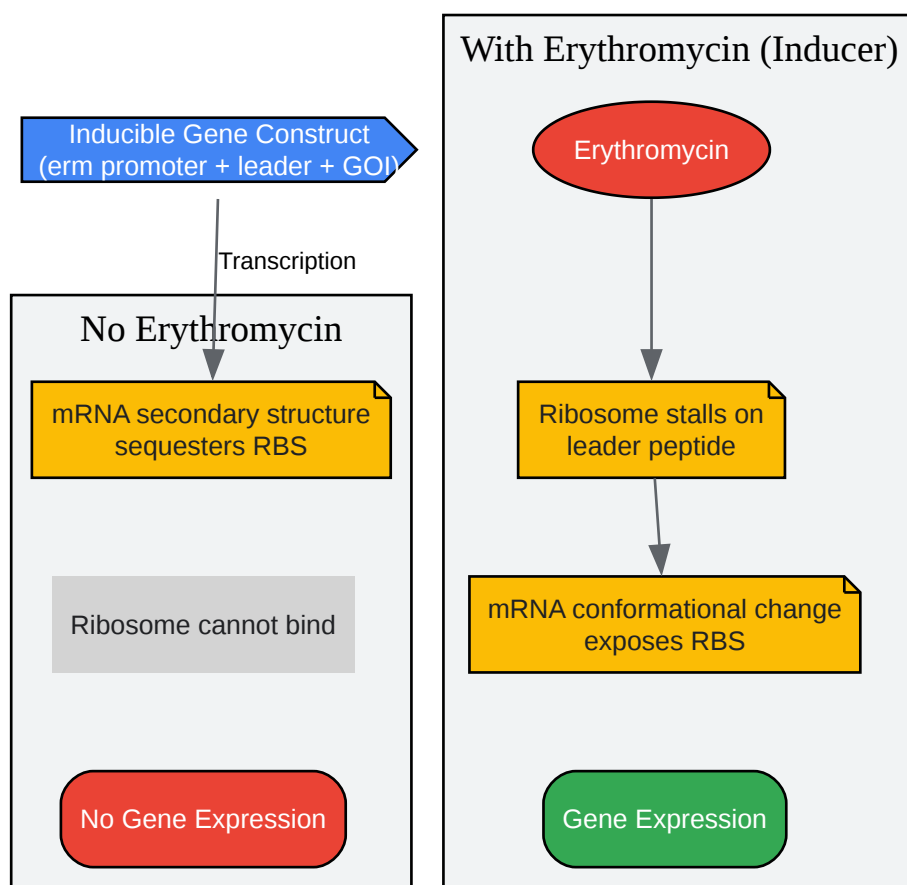 Inducible Gene Construct
(erm promoter + leader + GOI)
Transcription
No Erythromycin
mRNA secondary structure
sequesters RBS
Ribosome cannot bind
No Gene Expression
With Erythromycin (Inducer)
Erythromycin
Ribosome stalls on
leader peptide
mRNA conformational change
exposes RBS
Gene Expression